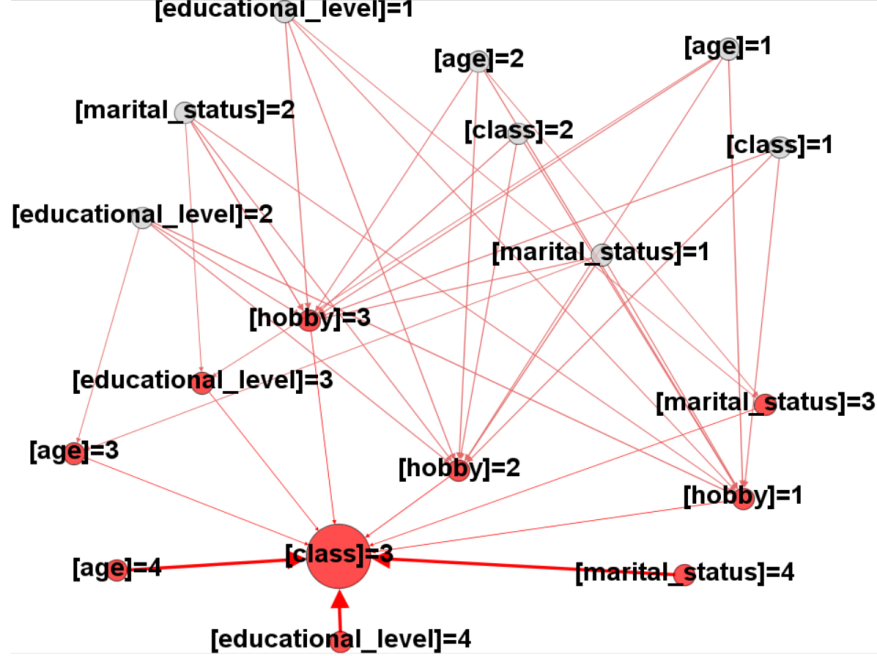 [educational_level]=1
[age]=1
[age]=2
[marital_status]=2
[class]=2
[class]=1
[educational_level]=2
[marital_status]=1
[hobby]=3
[educational_level]=3
[marital_status]=3
[age]=3
[hobby]=2
[hobby]=1
[class]=3
[age]=4
[marital_status]=4
[educational_level]=4